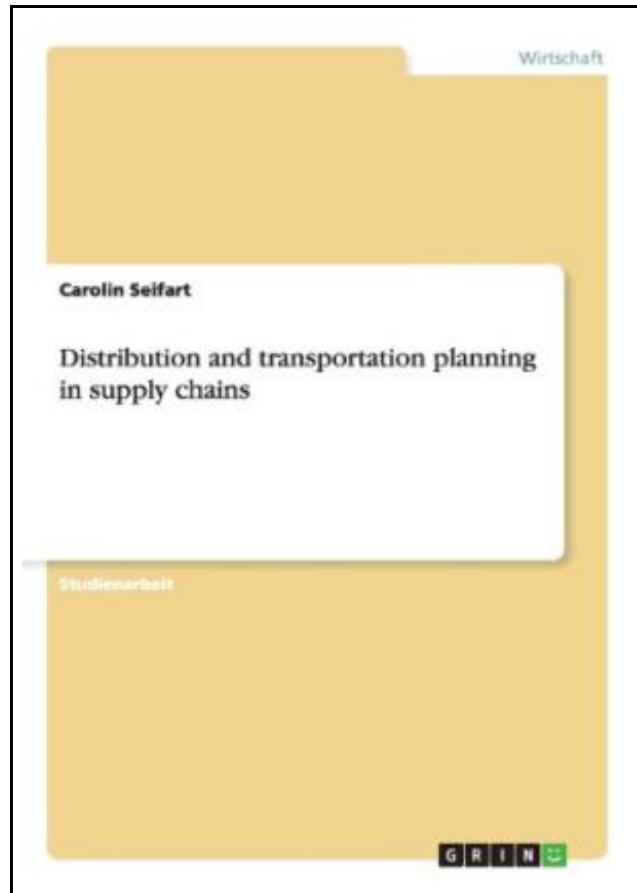 Wirtschaft
Carolin Seifart
Distribution and transportation planning
in supply chains
Studienarbeit
GRIN